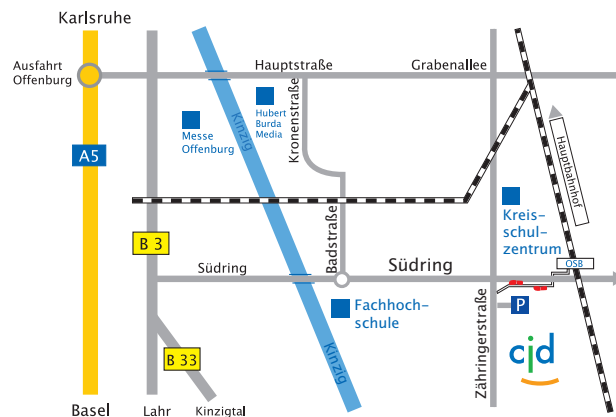 Karlsruhe
Ausfahrt
Offenburg
Hauptstraße
Grabenallee
Kronenstraße
Hubert
Burda
Media
Messe
Offenburg
Kinzig
A5
Hauptbahnhof
Kreis-
schul-
zentrum
B 3
Badstraße
Südring
Südring
OSB
Fachhoch-
schule
P
Zähringerstraße
cjd
B 33
Kinzig
Basel
Lahr
Kinzigtal